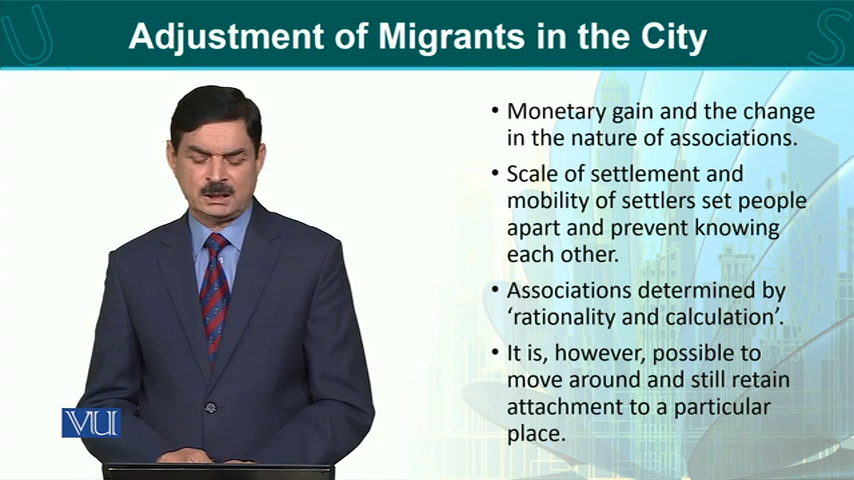 Adjustment of Migrants in the City
• Monetary gain and the change
in the nature of associations.
• Scale of settlement and
mobility of settlers set people
apart and prevent knowing
each other.
• Associations determined by
‘rationality and calculation’.
• It is, however, possible to
move around and still retain
attachment to a particular
place.
VU
U
S